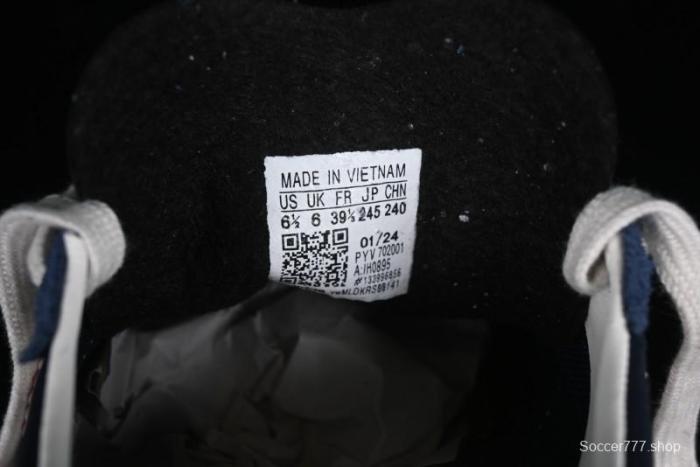 MADE IN VIETNAM
US UK FR JP CHN
6½ 6 39⅓ 245 240
01/24
PYV 702001
A:JH0895
Soccer777.shop